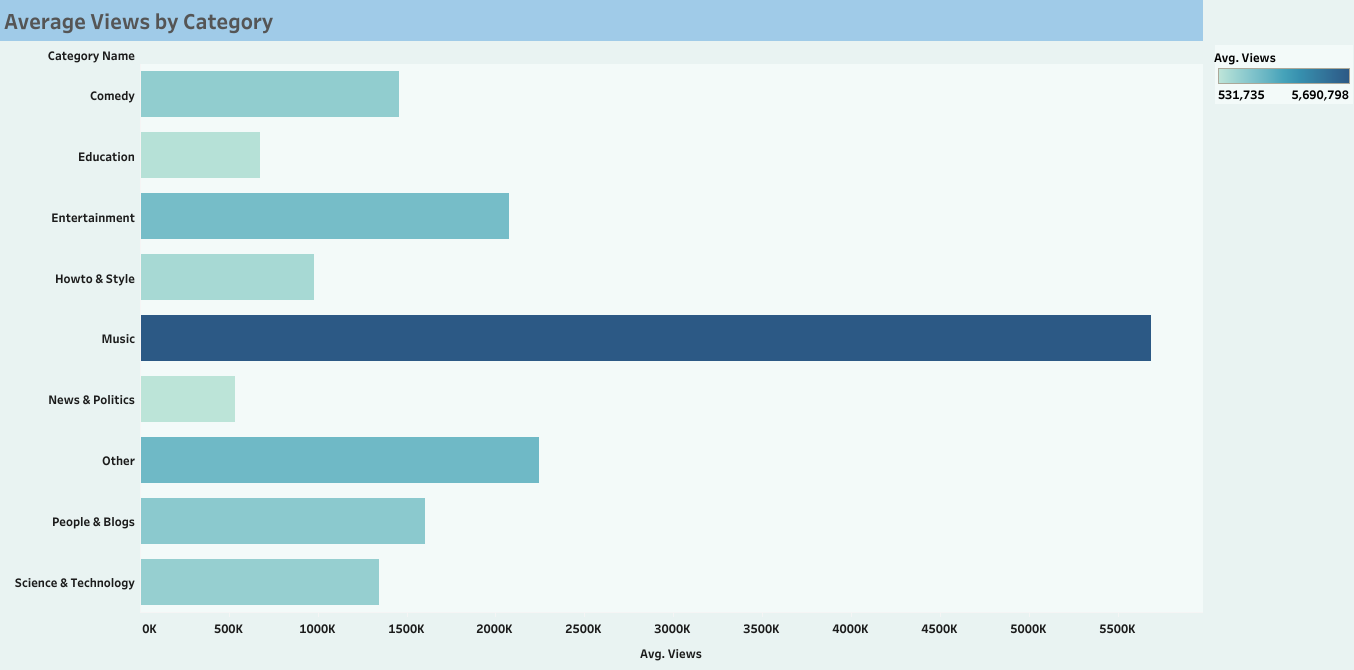 Average Views by Category
Category Name
Avg. Views
531,735 5,690,798
Comedy
Education
Entertainment
Howto & Style
Music
News & Politics
Other
People & Blogs
Science & Technology
0K 500K 1000K 1500K 2000K 2500K 3000K 3500K 4000K 4500K 5000K 5500K
Avg. Views